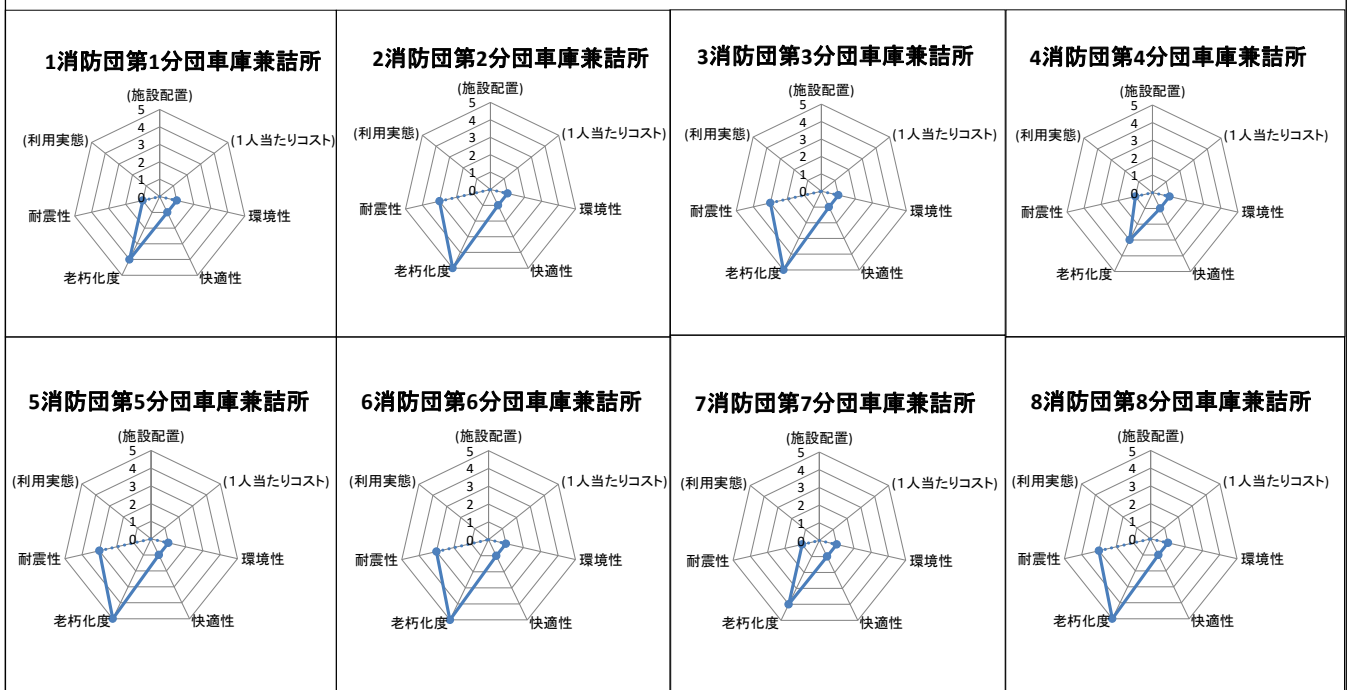 1消防団第1分団車庫兼詰所
(施設配置)
5
4
3
2
1
0
(1人当たりコスト)
環境性
快適性
老朽化度
耐震性
(利用実態)
2消防団第2分団車庫兼詰所
(施設配置)
5
4
3
2
1
0
(1人当たりコスト)
環境性
快適性
老朽化度
耐震性
(利用実態)
3消防団第3分団車庫兼詰所
(施設配置)
5
4
3
2
1
0
(1人当たりコスト)
環境性
快適性
老朽化度
耐震性
(利用実態)
4消防団第4分団車庫兼詰所
(施設配置)
5
4
3
2
1
0
(1人当たりコスト)
環境性
快適性
老朽化度
耐震性
(利用実態)
5消防団第5分団車庫兼詰所
(施設配置)
5
4
3
2
1
0
(1人当たりコスト)
環境性
快適性
老朽化度
耐震性
(利用実態)
6消防団第6分団車庫兼詰所
(施設配置)
5
4
3
2
1
0
(1人当たりコスト)
環境性
快適性
老朽化度
耐震性
(利用実態)
7消防団第7分団車庫兼詰所
(施設配置)
5
4
3
2
1
0
(1人当たりコスト)
環境性
快適性
老朽化度
耐震性
(利用実態)
8消防団第8分団車庫兼詰所
(施設配置)
5
4
3
2
1
0
(1人当たりコスト)
環境性
快適性
老朽化度
耐震性
(利用実態)